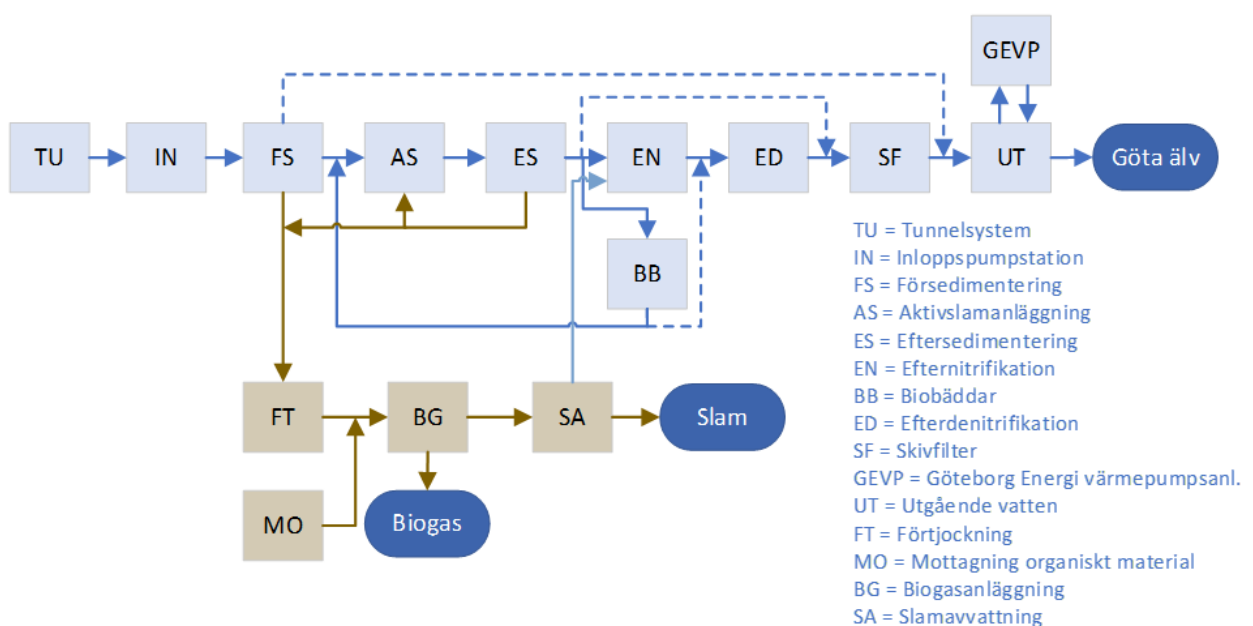 GEVP
TU
IN
FS
AS
ES
EN
ED
SF
UT
Göta älv
BB
FT
BG
SA
Slam
MO
Biogas
TU = Tunnelsystem
IN = Inloppspumpstation
FS = Försedimentering
AS = Aktivslamanläggning
ES = Eftersedimentering
EN = Efternitrifikation
BB = Biobäddar
ED = Efterdenitrifikation
SF = Skivfilter
GEVP = Göteborg Energi värmepumpsanl.
UT = Utgående vatten
FT = Förtjockning
MO = Mottagning organiskt material
BG = Biogasanläggning
SA = Slamavvattning